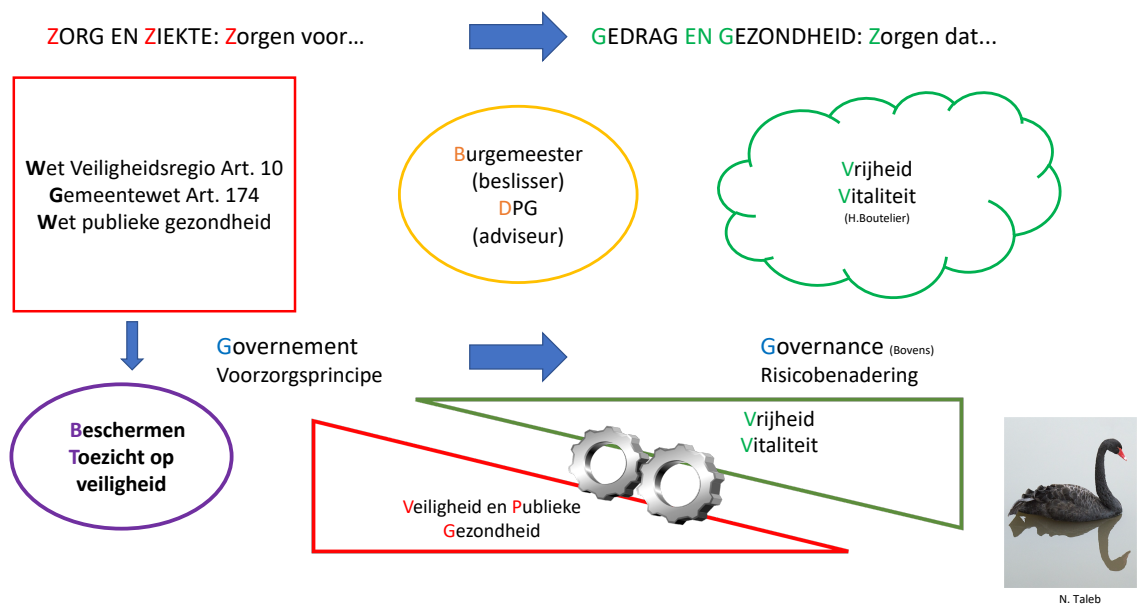 ZORG EN ZIEKTE: Zorgen voor…
GEDRAG EN GEZONDHEID: Zorgen dat...
Wet Veiligheidsregio Art. 10
Gemeentewet Art. 174
Wet publieke gezondheid
Burgemeester
(beslisser)
DPG
(adviseur)
Vrijheid
Vitaliteit
(H.Boutelier)
Governement
Voorzorgsprincipe
Governance (Bovens)
Risicobenadering
Beschermen
Toezicht op
veiligheid
Vrijheid
Vitaliteit
Veiligheid en Publieke
Gezondheid
N. Taleb